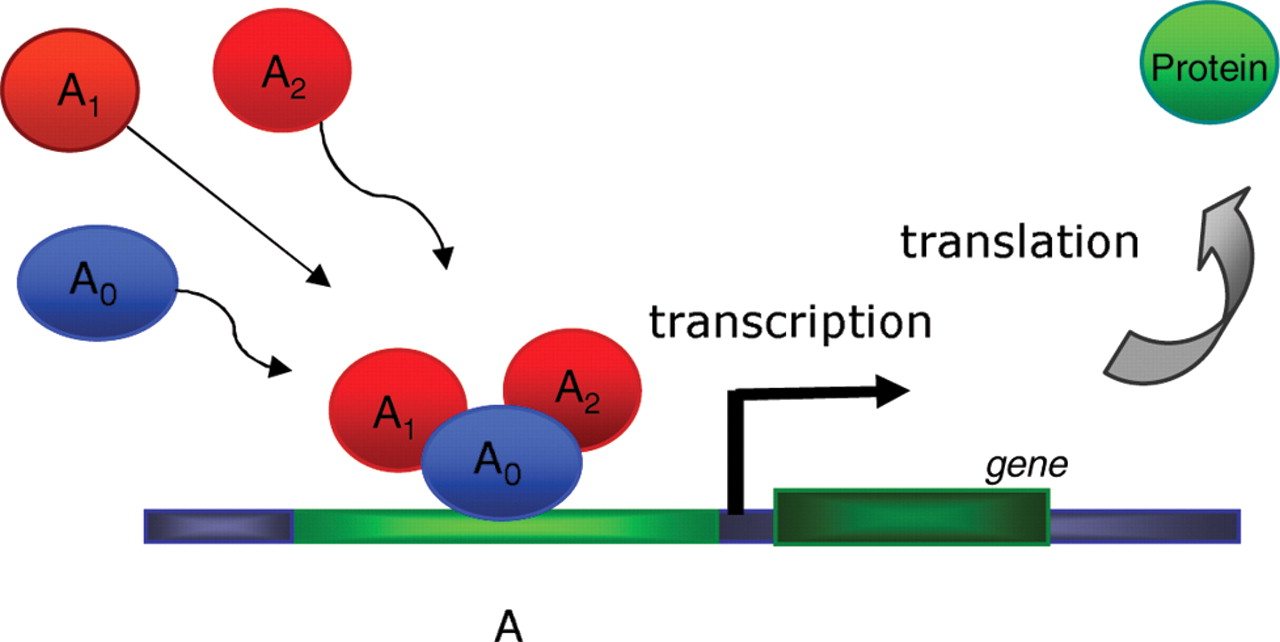 A₁
A₂
Protein
A₀
translation
transcription
A₁
A₂
A₀
gene
A